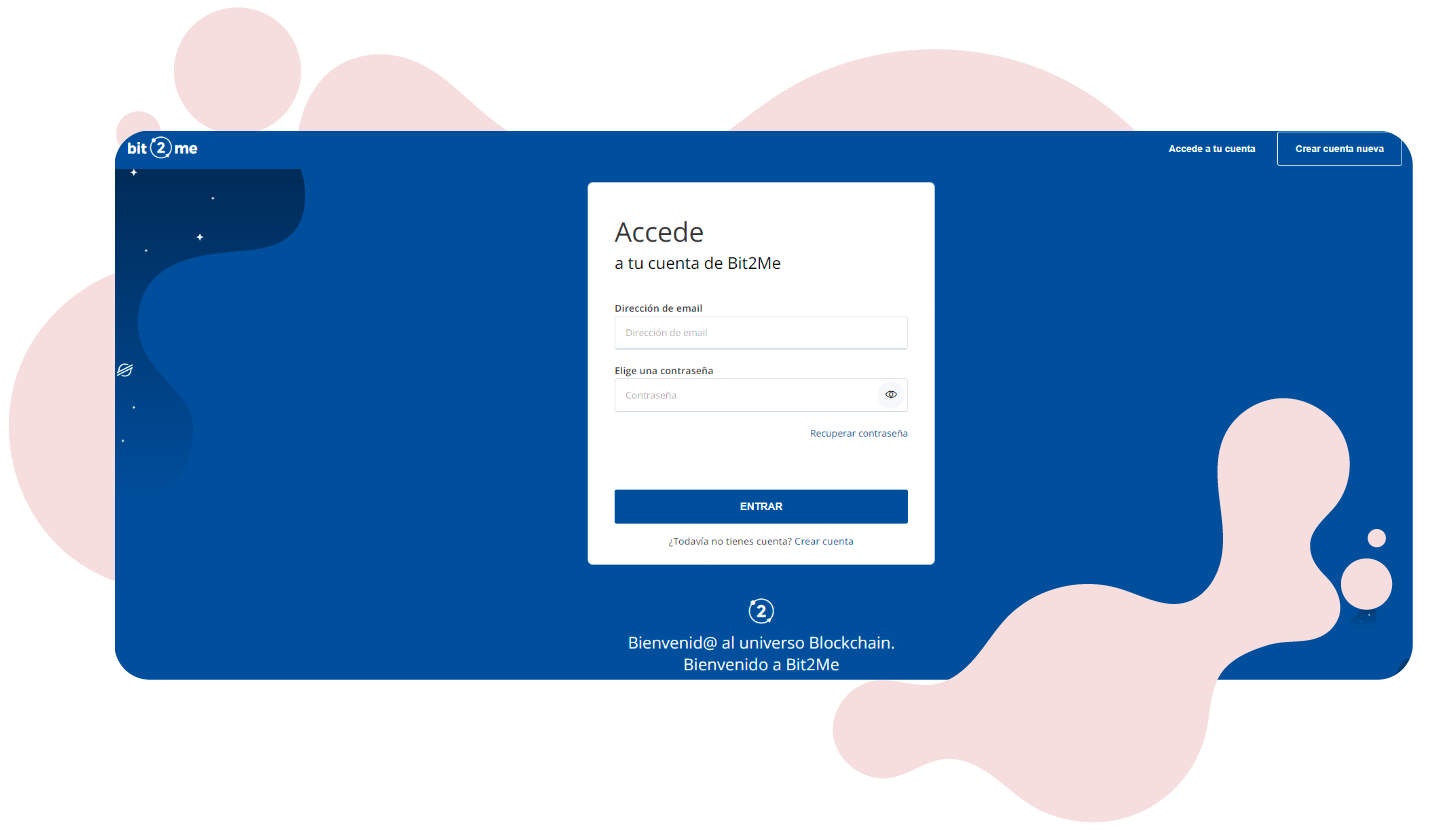 bit2me
Accede a tu cuenta
Crear cuenta nueva
Accede
a tu cuenta de Bit2Me
Dirección de email
Dirección de email
Elige una contraseña
Contraseña
Recuperar contraseña
ENTRAR
¿Todavía no tienes cuenta? Crear cuenta
2
Bienvenid@ al universo Blockchain.
Bienvenido a Bit2Me